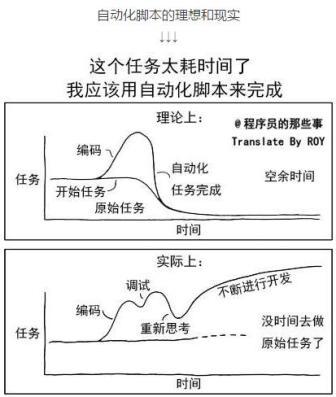 自动化脚本的理想和现实
↓↓↓
这个任务太耗时间了
我应该用自动化脚本来完成
理论上：
@程序员的那些事
Translate By ROY
编码
自动化
任务完成
空余时间
任务
开始任务
原始任务
时间
实际上：
不断进行开发
调试
编码
重新思考
没时间去做
原始任务了
任务
时间